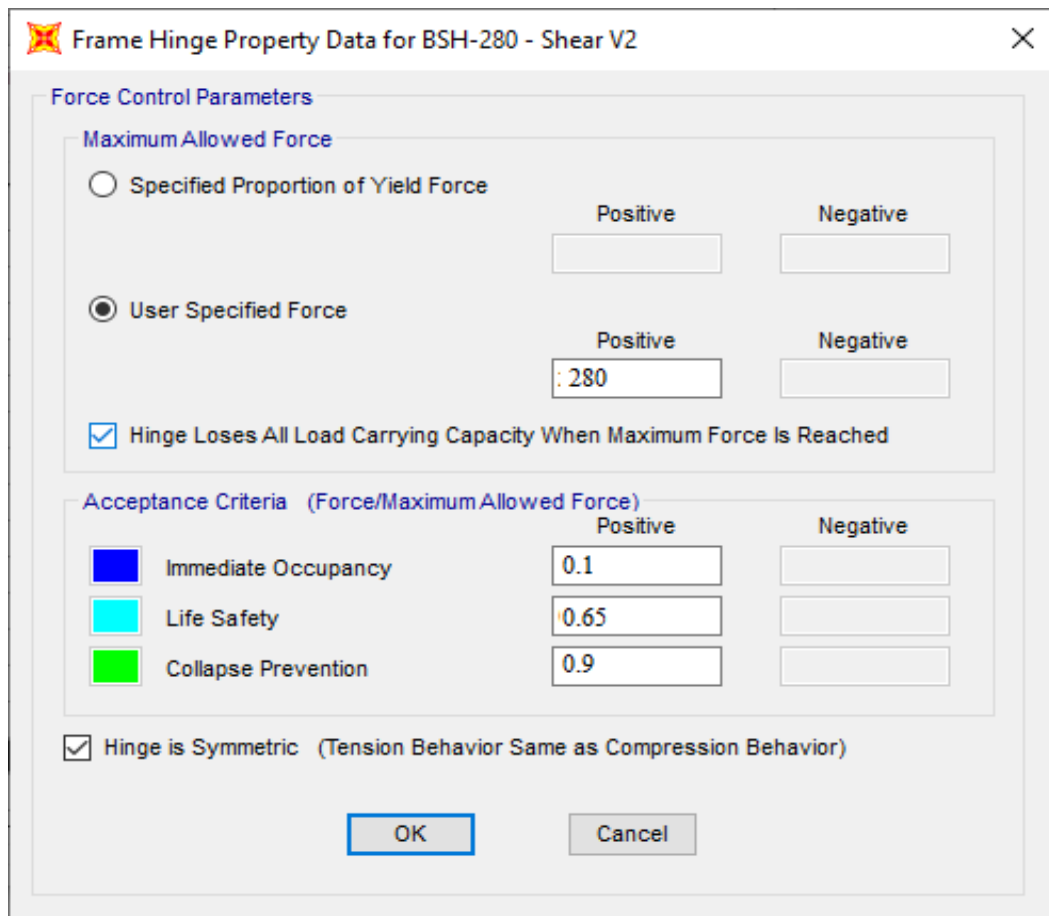 Frame Hinge Property Data for BSH-280 - Shear V2
Force Control Parameters
Maximum Allowed Force
Specified Proportion of Yield Force
Positive Negative
User Specified Force
Positive Negative
280
Hinge Loses All Load Carrying Capacity When Maximum Force Is Reached
Acceptance Criteria (Force/Maximum Allowed Force)
Positive Negative
Immediate Occupancy 0.1
Life Safety 0.65
Collapse Prevention 0.9
Hinge is Symmetric (Tension Behavior Same as Compression Behavior)
OK Cancel